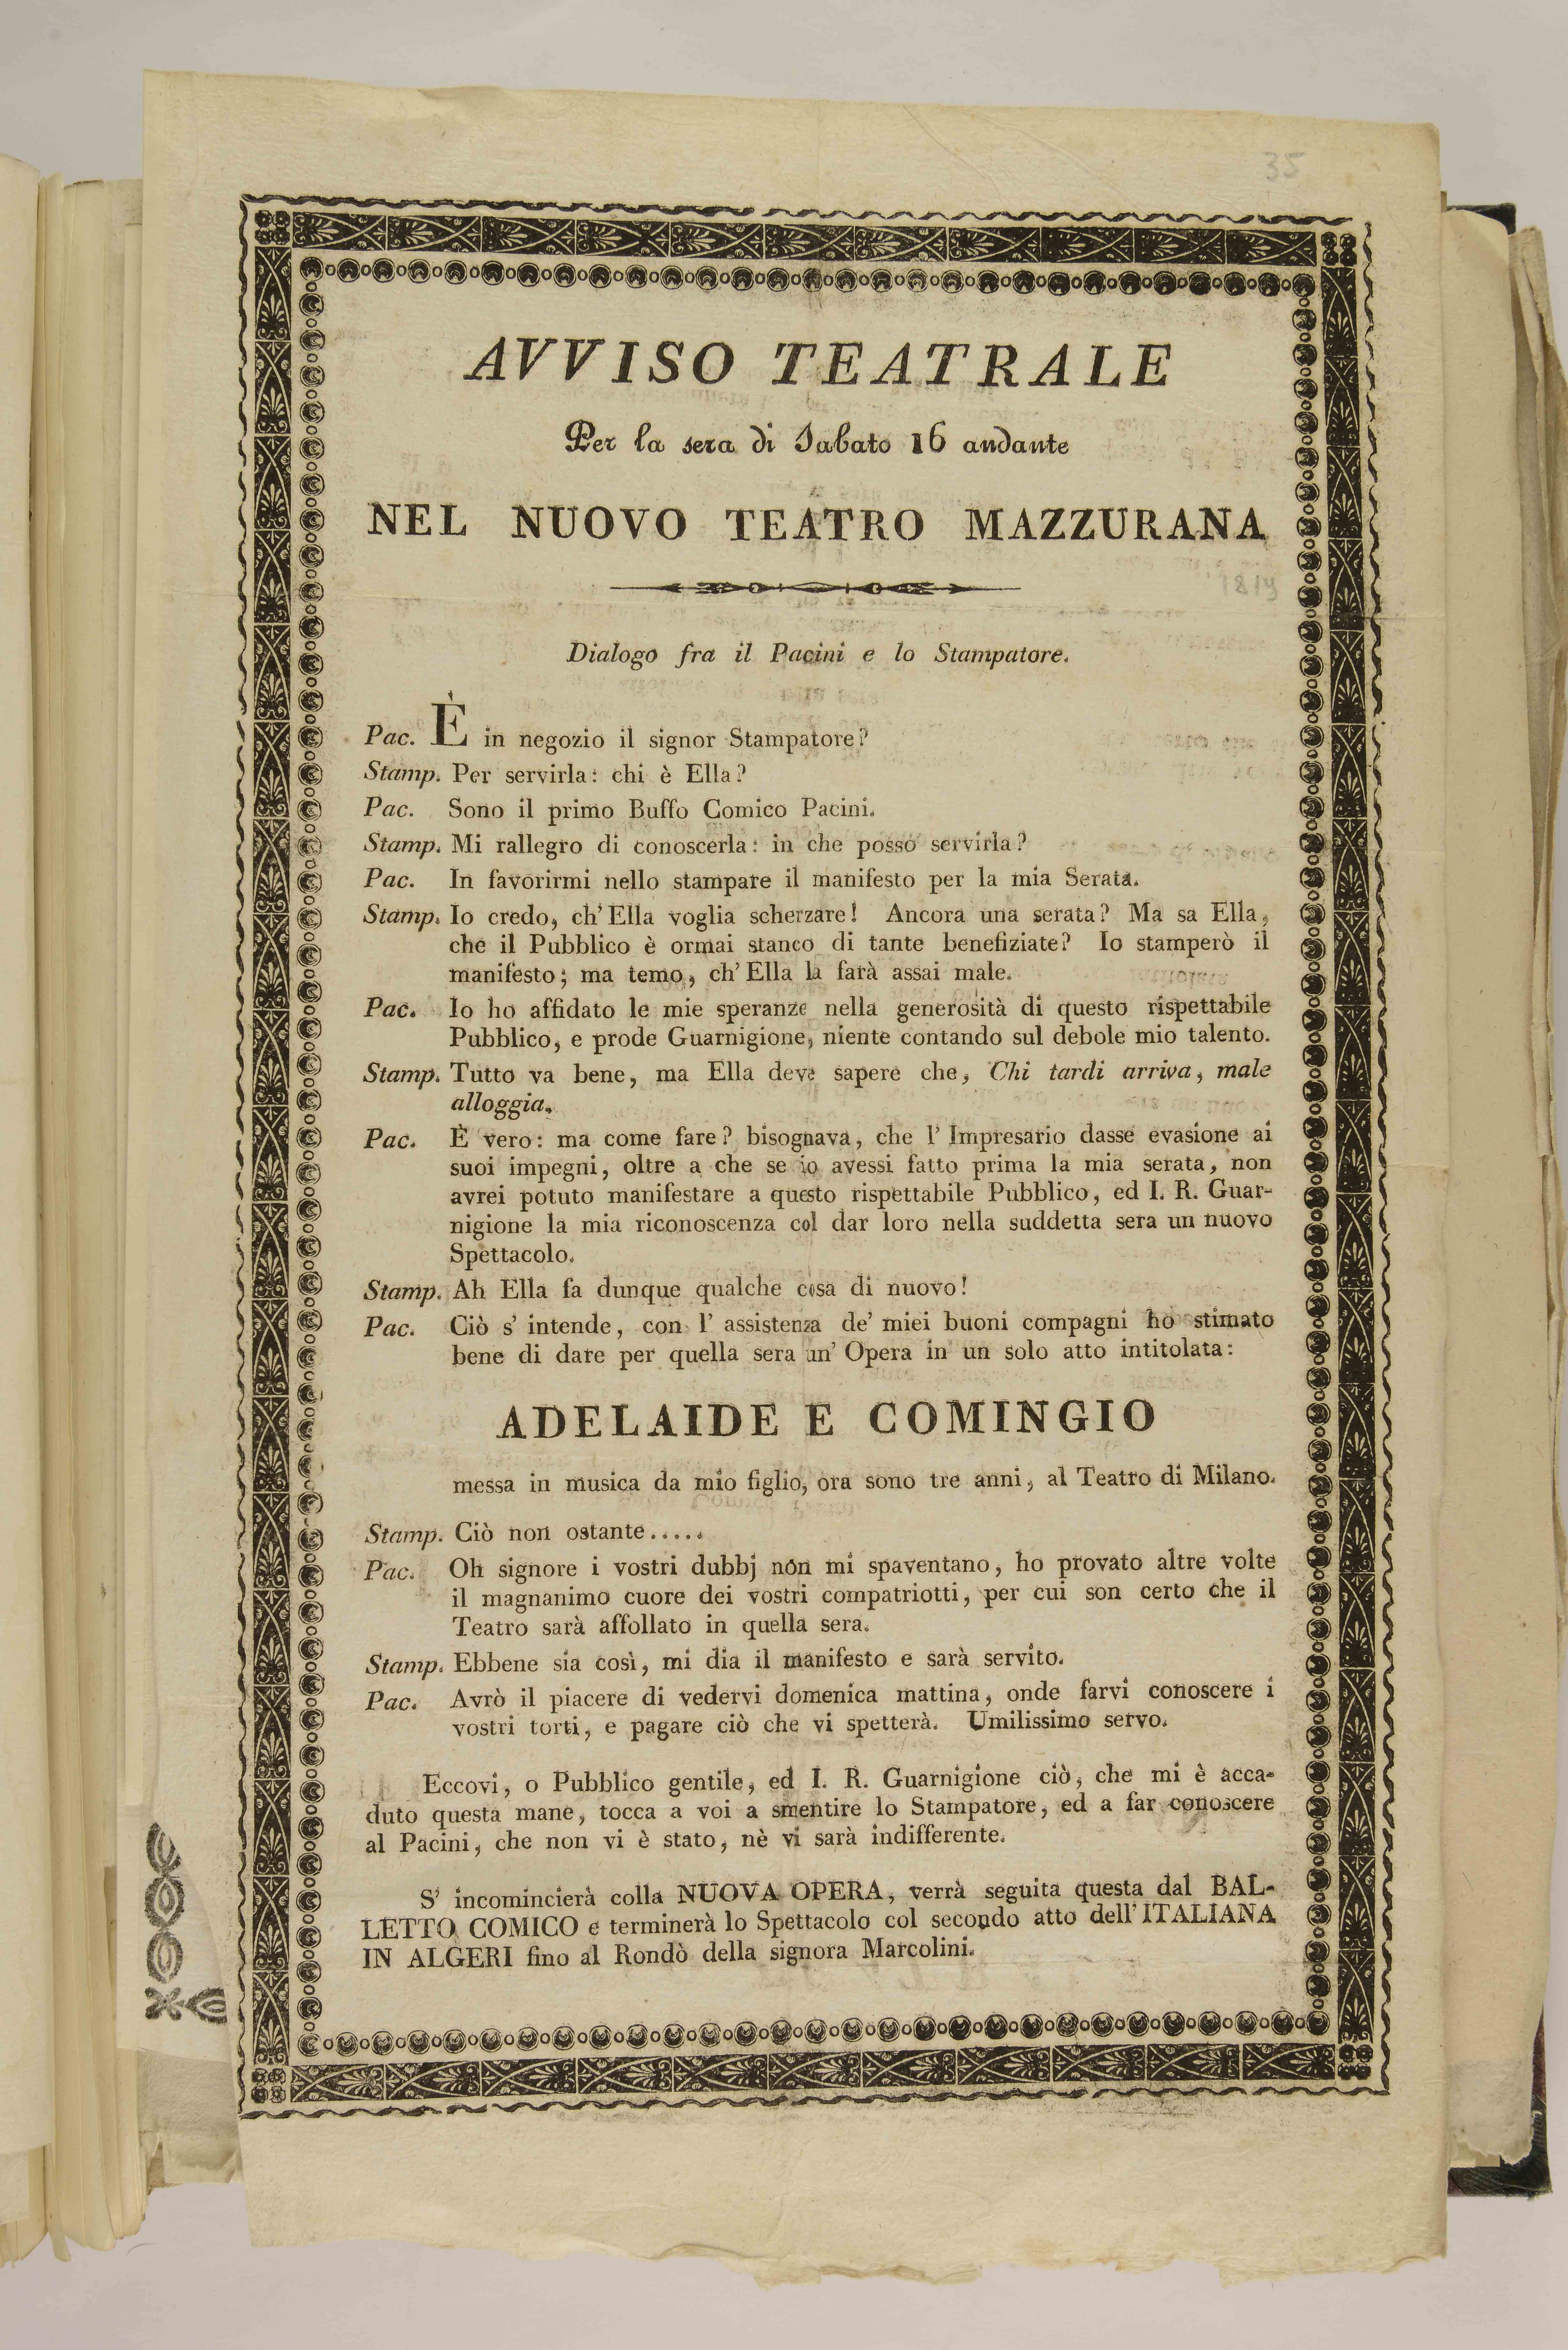 35
AVVISO TEATRALE
Per la sera di Sabato 16 andante
NEL NUOVO TEATRO MAZZURANA
1819
Dialogo fra il Pacini e lo Stampatore.
Pac. È in negozio il signor Stampatore?
Stamp. Per servirla: chi è Ella?
Pac. Sono il primo Buffo Comico Pacini.
Stamp. Mi rallegro di conoscerla: in che posso servirla?
Pac. In favorirmi nello stampare il manifesto per la mia Serata.
Stamp. Io credo, ch'Ella voglia scherzare! Ancora una serata? Ma sa Ella,
che il Pubblico è ormai stanco di tante benefiziate? Io stamperò il
manifesto; ma temo, ch'Ella la farà assai male.
Pac. Io ho affidato le mie speranze nella generosità di questo rispettabile
Pubblico, e prode Guarnigione, niente contando sul debole mio talento.
Stamp. Tutto va bene, ma Ella deve sapere che, Chi tardi arriva, male
alloggia.
Pac. È vero: ma come fare? bisognava, che l'Impresario dasse evasione ai
suoi impegni, oltre a che se io avessi fatto prima la mia serata, non
avrei potuto manifestare a questo rispettabile Pubblico, ed I. R. Guar-
nigione la mia riconoscenza col dar loro nella suddetta sera un nuovo
Spettacolo.
Stamp. Ah Ella fa dunque qualche cosa di nuovo!
Pac. Ciò s'intende, con l'assistenza de' miei buoni compagni ho stimato
bene di dare per quella sera un' Opera in un solo atto intitolata:
ADELAIDE E COMINGIO
messa in musica da mio figlio, ora sono tre anni, al Teatro di Milano.
Stamp. Ciò non ostante.....
Pac. Oh signore i vostri dubbj non mi spaventano, ho provato altre volte
il magnanimo cuore dei vostri compatriotti, per cui son certo che il
Teatro sarà affollato in quella sera.
Stamp. Ebbene sia così, mi dia il manifesto e sarà servito.
Pac. Avrò il piacere di vedervi domenica mattina, onde farvi conoscere i
vostri torti, e pagare ciò che vi spetterà. Umilissimo servo.
Eccovi, o Pubblico gentile, ed I. R. Guarnigione ciò, che mi è acca-
duto questa mane, tocca a voi a smentire lo Stampatore, ed a far conoscere
al Pacini, che non vi è stato, nè vi sarà indifferente.
S' incomincierà colla NUOVA OPERA, verrà seguita questa dal BAL-
LETTO COMICO e terminerà lo Spettacolo col secondo atto dell'ITALIANA
IN ALGERI fino al Rondò della signora Marcolini.